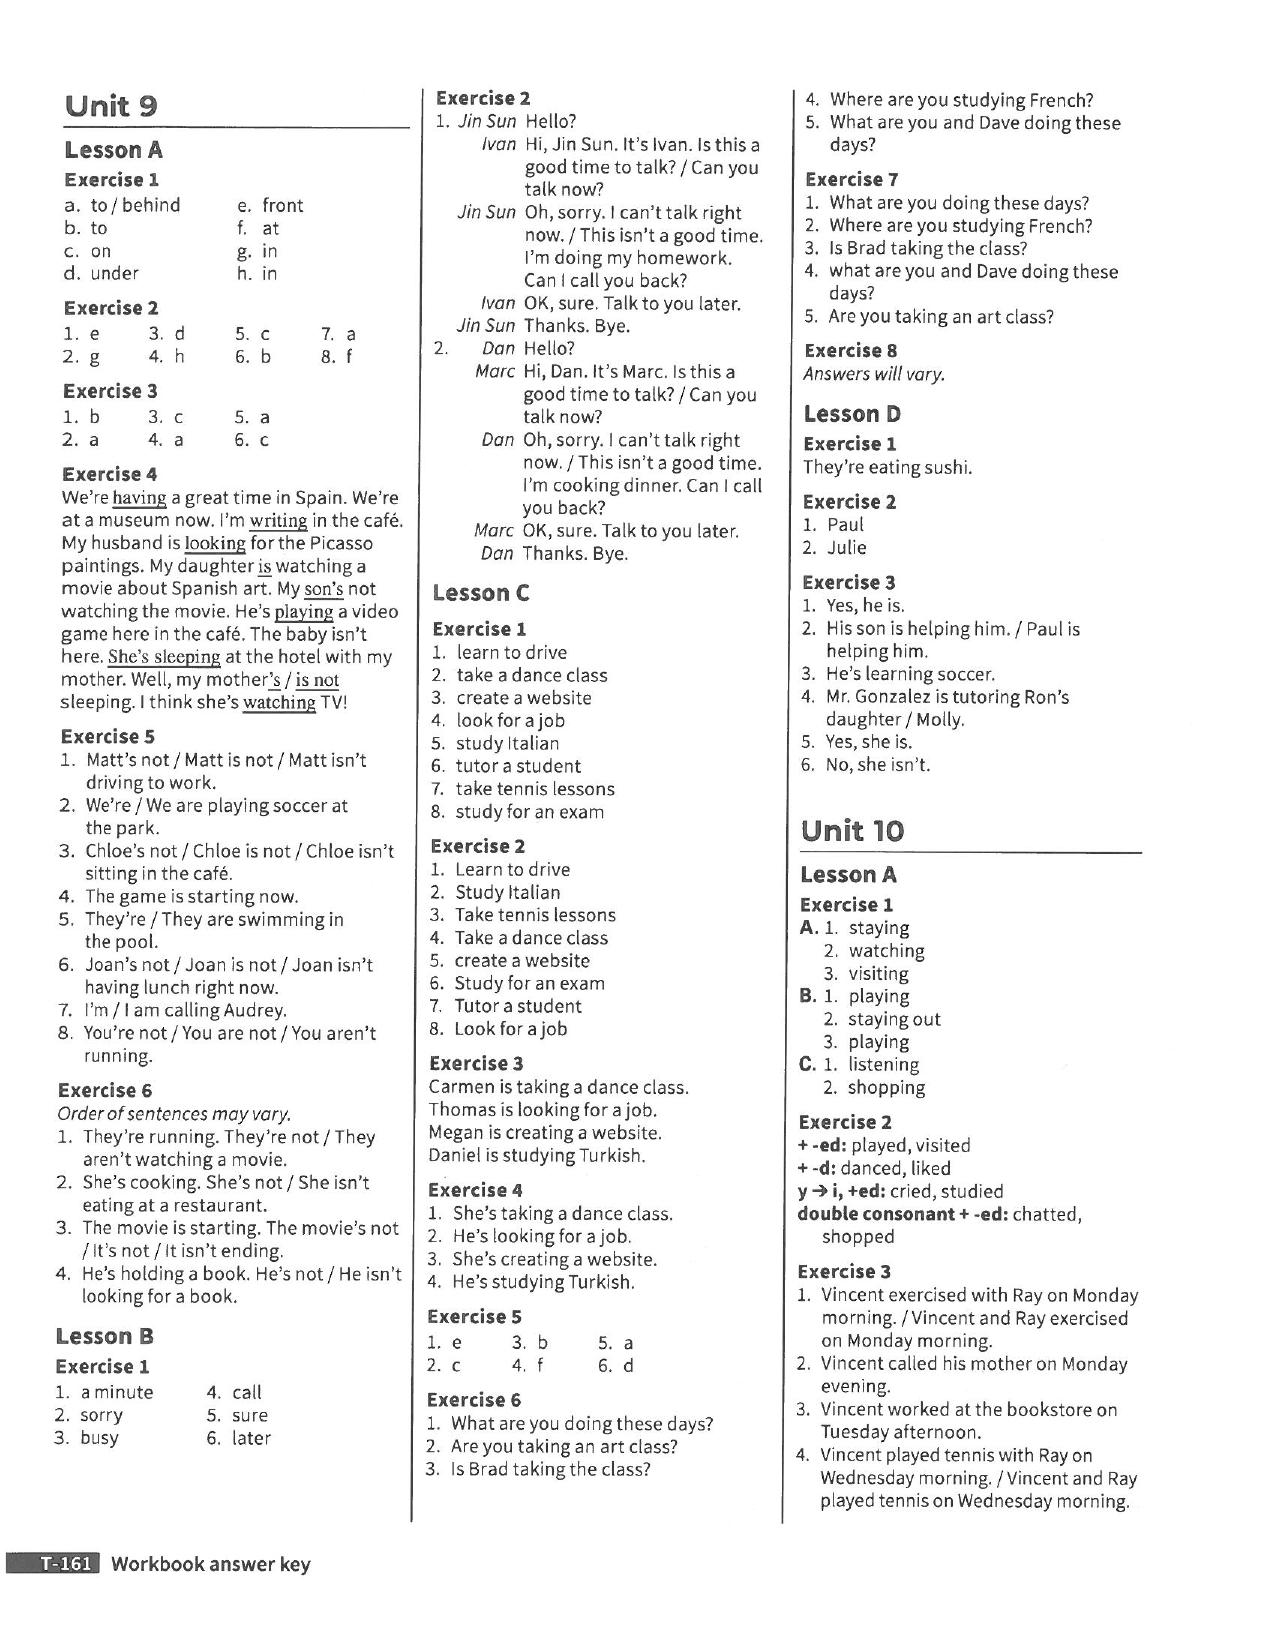 Unit 9
Lesson A
Exercise 1
a. to / behind e. front
b. to f. at
c. on g. in
d. under h. in
Exercise 2
1. e 3. d 5. c 7. a
2. g 4. h 6. b 8. f
Exercise 3
1. b 3. c 5. a
2. a 4. a 6. c
Exercise 4
We're having a great time in Spain. We're
at a museum now. I'm writing in the café.
My husband is looking for the Picasso
paintings. My daughter is watching a
movie about Spanish art. My son's not
watching the movie. He's playing a video
game here in the café. The baby isn't
here. She's sleeping at the hotel with my
mother. Well, my mother's / is not
sleeping. I think she's watching TV!
Exercise 5
1. Matt's not / Matt is not / Matt isn't
driving to work.
2. We're / We are playing soccer at
the park.
3. Chloe's not / Chloe is not / Chloe isn't
sitting in the café.
4. The game is starting now.
5. They're / They are swimming in
the pool.
6. Joan's not / Joan is not / Joan isn't
having lunch right now.
7. I'm / I am calling Audrey.
8. You're not / You are not / You aren't
running.
Exercise 6
Order of sentences may vary.
1. They're running. They're not / They
aren't watching a movie.
2. She's cooking. She's not / She isn't
eating at a restaurant.
3. The movie is starting. The movie's not
/ It's not / It isn't ending.
4. He's holding a book. He's not / He isn't
looking for a book.
Lesson B
Exercise 1
1. a minute 4. call
2. sorry 5. sure
3. busy 6. later
Exercise 2
1. Jin Sun Hello?
Ivan Hi, Jin Sun. It's Ivan. Is this a
good time to talk? / Can you
talk now?
Jin Sun Oh, sorry. I can't talk right
now. / This isn't a good time.
I'm doing my homework.
Can I call you back?
Ivan OK, sure. Talk to you later.
Jin Sun Thanks. Bye.
2. Dan Hello?
Marc Hi, Dan. It's Marc. Is this a
good time to talk? / Can you
talk now?
Dan Oh, sorry. I can't talk right
now. / This isn't a good time.
I'm cooking dinner. Can I call
you back?
Marc OK, sure. Talk to you later.
Dan Thanks. Bye.
Lesson C
Exercise 1
1. learn to drive
2. take a dance class
3. create a website
4. look for a job
5. study Italian
6. tutor a student
7. take tennis lessons
8. study for an exam
Exercise 2
1. Learn to drive
2. Study Italian
3. Take tennis lessons
4. Take a dance class
5. create a website
6. Study for an exam
7. Tutor a student
8. Look for a job
Exercise 3
Carmen is taking a dance class.
Thomas is looking for a job.
Megan is creating a website.
Daniel is studying Turkish.
Exercise 4
1. She's taking a dance class.
2. He's looking for a job.
3. She's creating a website.
4. He's studying Turkish.
Exercise 5
1. e 3. b 5. a
2. c 4. f 6. d
Exercise 6
1. What are you doing these days?
2. Are you taking an art class?
3. Is Brad taking the class?
4. Where are you studying French?
5. What are you and Dave doing these
days?
Exercise 7
1. What are you doing these days?
2. Where are you studying French?
3. Is Brad taking the class?
4. what are you and Dave doing these
days?
5. Are you taking an art class?
Exercise 8
Answers will vary.
Lesson D
Exercise 1
They're eating sushi.
Exercise 2
1. Paul
2. Julie
Exercise 3
1. Yes, he is.
2. His son is helping him. / Paul is
helping him.
3. He's learning soccer.
4. Mr. Gonzalez is tutoring Ron's
daughter / Molly.
5. Yes, she is.
6. No, she isn't.
Unit 10
Lesson A
Exercise 1
A. 1. staying
2. watching
3. visiting
B. 1. playing
2. staying out
3. playing
C. 1. listening
2. shopping
Exercise 2
+ -ed: played, visited
+ -d: danced, liked
y → i, +ed: cried, studied
double consonant + -ed: chatted,
shopped
Exercise 3
1. Vincent exercised with Ray on Monday
morning. / Vincent and Ray exercised
on Monday morning.
2. Vincent called his mother on Monday
evening.
3. Vincent worked at the bookstore on
Tuesday afternoon.
4. Vincent played tennis with Ray on
Wednesday morning. / Vincent and Ray
played tennis on Wednesday morning.
T-161 Workbook answer key